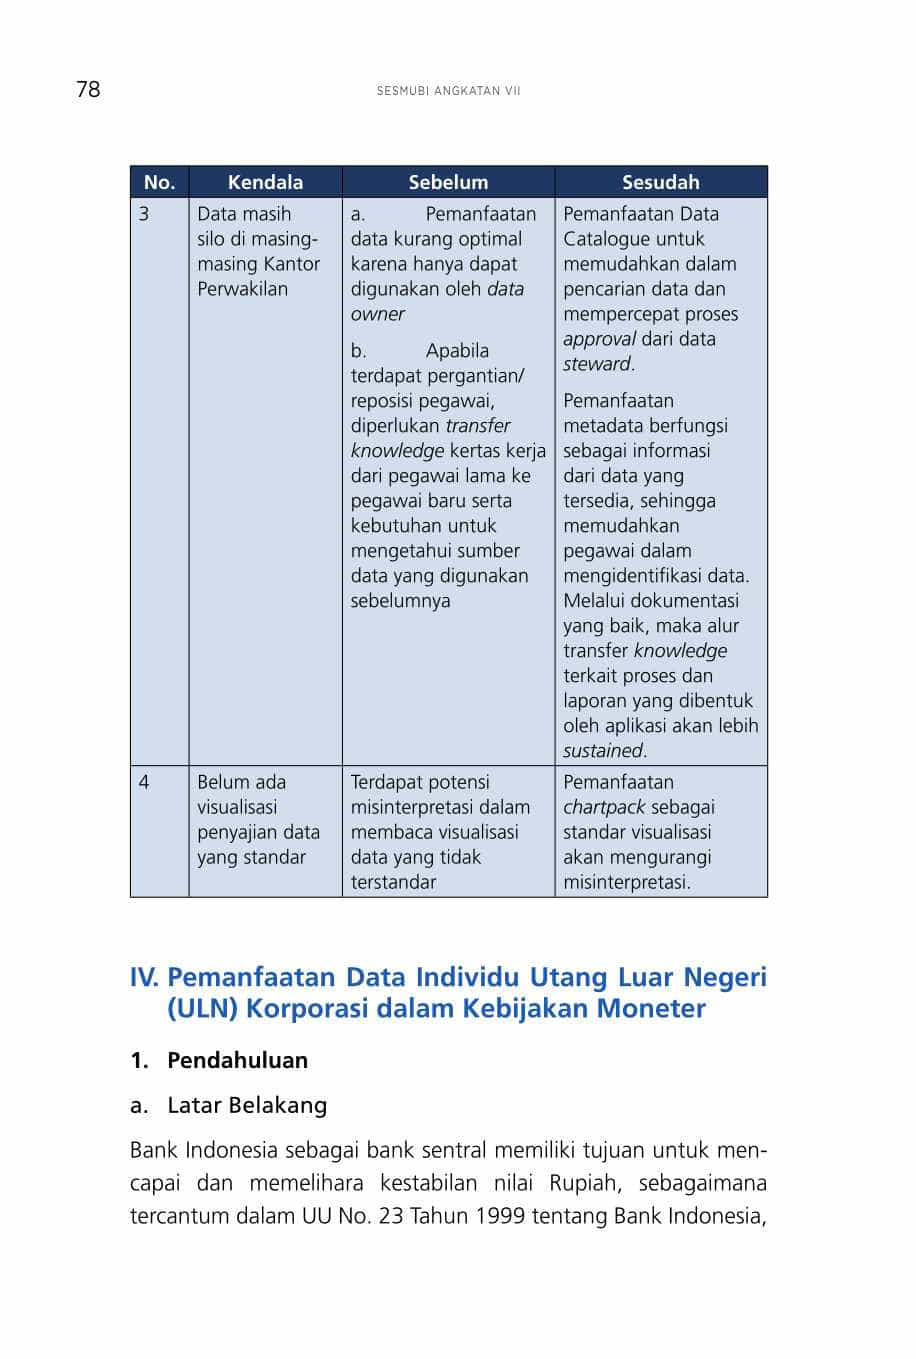 78
SESMUBI ANGKATAN VII
No.
Kendala
Sebelum
Sesudah
3
Data masih
silo di masing-
masing Kantor
Perwakilan
a. Pemanfaatan
data kurang optimal
karena hanya dapat
digunakan oleh data
owner
b. Apabila
terdapat pergantian/
reposisi pegawai,
diperlukan transfer
knowledge kertas kerja
dari pegawai lama ke
pegawai baru serta
kebutuhan untuk
mengetahui sumber
data yang digunakan
sebelumnya
Pemanfaatan Data
Catalogue untuk
memudahkan dalam
pencarian data dan
mempercepat proses
approval dari data
steward.
Pemanfaatan
metadata berfungsi
sebagai informasi
dari data yang
tersedia, sehingga
memudahkan
pegawai dalam
mengidentifikasi data.
Melalui dokumentasi
yang baik, maka alur
transfer knowledge
terkait proses dan
laporan yang dibentuk
oleh aplikasi akan lebih
sustained.
4
Belum ada
visualisasi
penyajian data
yang standar
Terdapat potensi
misinterpretasi dalam
membaca visualisasi
data yang tidak
terstandar
Pemanfaatan
chartpack sebagai
standar visualisasi
akan mengurangi
misinterpretasi.
IV. Pemanfaatan Data Individu Utang Luar Negeri
(ULN) Korporasi dalam Kebijakan Moneter
1. Pendahuluan
a. Latar Belakang
Bank Indonesia sebagai bank sentral memiliki tujuan untuk men-
capai dan memelihara kestabilan nilai Rupiah, sebagaimana
tercantum dalam UU No. 23 Tahun 1999 tentang Bank Indonesia,